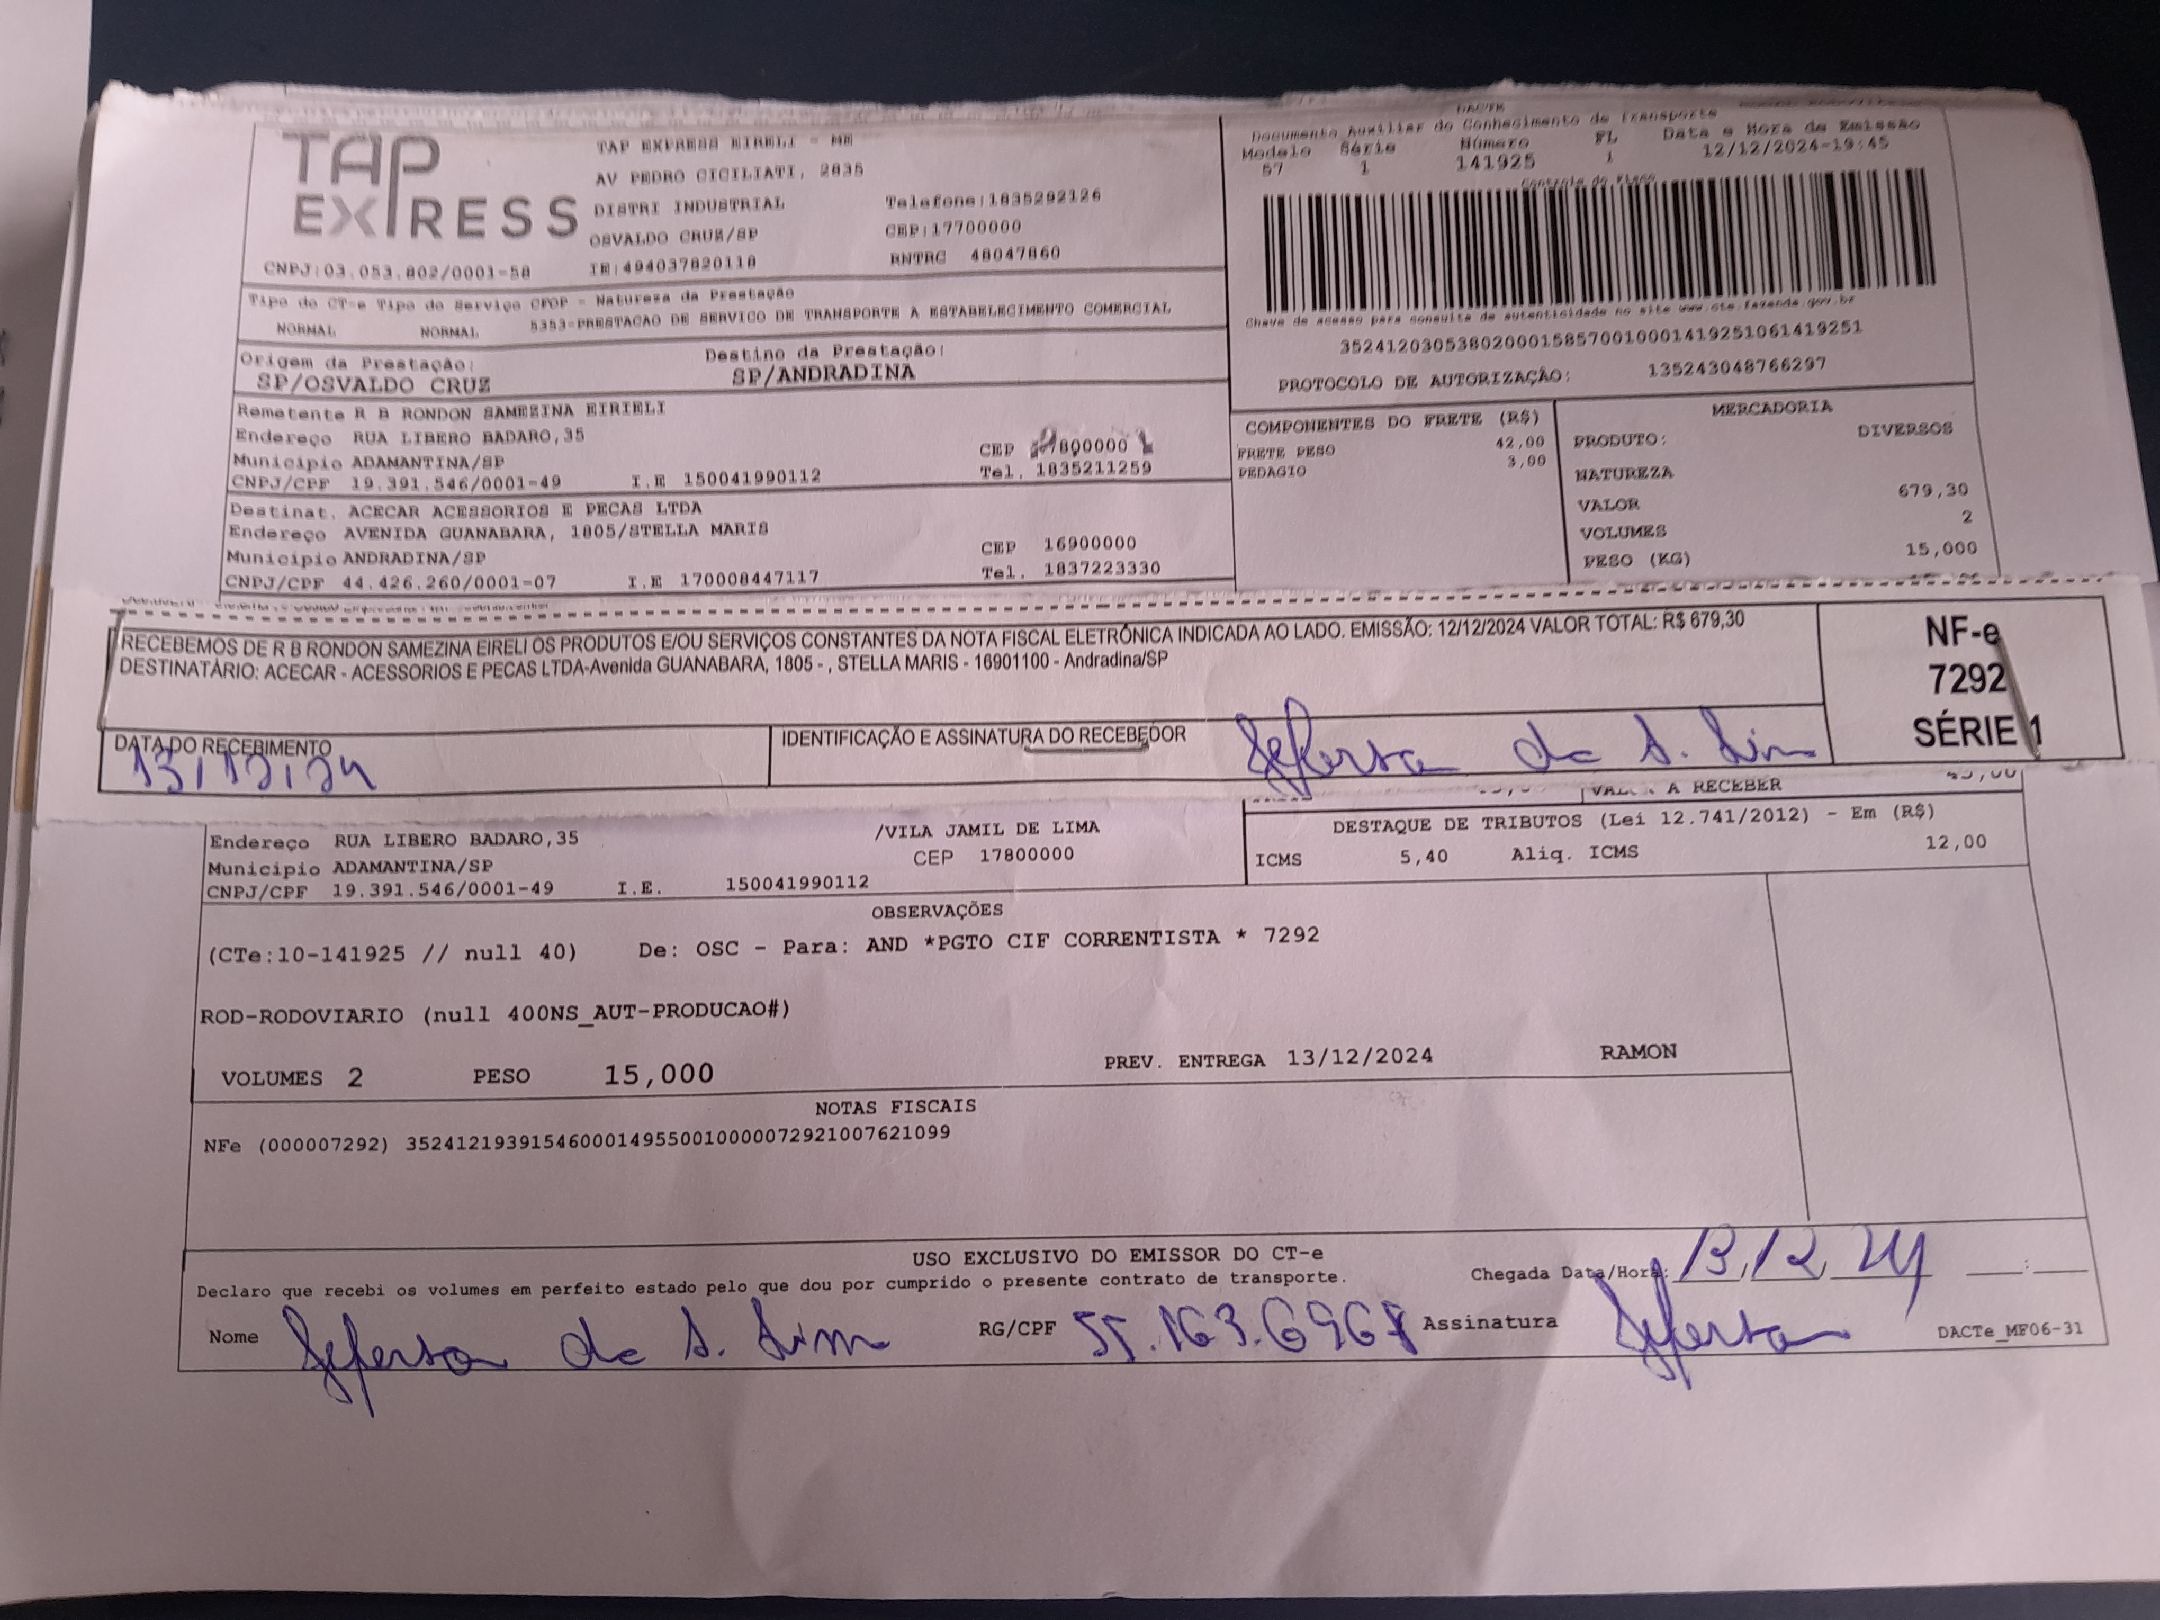 TAP EXPRESS
TAP EXPRESS EIRELI - ME
AV PEDRO CICILIATI, 2835
DISTRI INDUSTRIAL Telefone:1835292126
OSVALDO CRUZ/SP CEP:17700000
CNPJ:03.053.802/0001-58 IE:494037820118 RNTRC 48047860
DACTE
Documento Auxiliar do Conhecimento de Transporte
Modelo Série Número FL Data e Hora de Emissão
57 1 141925 1 12/12/2024-19:45
Controle do Fisco
Chave de acesso para consulta de autenticidade no site www.cte.fazenda.gov.br
35241203053802000158570010001419251061419251
PROTOCOLO DE AUTORIZAÇÃO: 135243048766297
Tipo do CT-e Tipo do Serviço CFOP - Natureza da Prestação
NORMAL NORMAL 5353-PRESTACAO DE SERVICO DE TRANSPORTE A ESTABELECIMENTO COMERCIAL
Origem da Prestação: Destino da Prestação:
SP/OSVALDO CRUZ SP/ANDRADINA
Remetente R B RONDON SAMEZINA EIRIELI
Endereço RUA LIBERO BADARO,35
Municipio ADAMANTINA/SP CEP 17800000
CNPJ/CPF 19.391.546/0001-49 I.E 150041990112 Tel. 1835211259
Destinat. ACECAR ACESSORIOS E PECAS LTDA
Endereço AVENIDA GUANABARA, 1805/STELLA MARIS
Municipio ANDRADINA/SP CEP 16900000
CNPJ/CPF 44.426.260/0001-07 I.E 170008447117 Tel. 1837223330
COMPONENTES DO FRETE (R$)
FRETE PESO 42,00
PEDAGIO 3,00
MERCADORIA
PRODUTO: DIVERSOS
NATUREZA
VALOR 679,30
VOLUMES 2
PESO (KG) 15,000
RECEBEMOS DE R B RONDON SAMEZINA EIRELI OS PRODUTOS E/OU SERVIÇOS CONSTANTES DA NOTA FISCAL ELETRÔNICA INDICADA AO LADO. EMISSÃO: 12/12/2024 VALOR TOTAL: R$ 679,30
DESTINATÁRIO: ACECAR - ACESSORIOS E PECAS LTDA-Avenida GUANABARA, 1805 - , STELLA MARIS - 16901100 - Andradina/SP
NF-e
7292
SÉRIE 1
DATA DO RECEBIMENTO IDENTIFICAÇÃO E ASSINATURA DO RECEBEDOR
13/12/24 Jeferson da S. Lima
A RECEBER
Endereço RUA LIBERO BADARO,35 /VILA JAMIL DE LIMA
Municipio ADAMANTINA/SP CEP 17800000
CNPJ/CPF 19.391.546/0001-49 I.E. 150041990112
DESTAQUE DE TRIBUTOS (Lei 12.741/2012) - Em (R$)
ICMS 5,40 Aliq. ICMS 12,00
OBSERVAÇÕES
(CTe:10-141925 // null 40) De: OSC - Para: AND *PGTO CIF CORRENTISTA * 7292
ROD-RODOVIARIO (null 400NS_AUT-PRODUCAO#)
VOLUMES 2 PESO 15,000 PREV. ENTREGA 13/12/2024 RAMON
NOTAS FISCAIS
NFe (000007292) 35241219391546000149550010000072921007621099
USO EXCLUSIVO DO EMISSOR DO CT-e
Declaro que recebi os volumes em perfeito estado pelo que dou por cumprido o presente contrato de transporte. Chegada Data/Hora: 13/12/24 __:__
Nome Jeferson da S. Lima RG/CPF 55.163.6968 Assinatura Jeferson DACTe_MF06-31